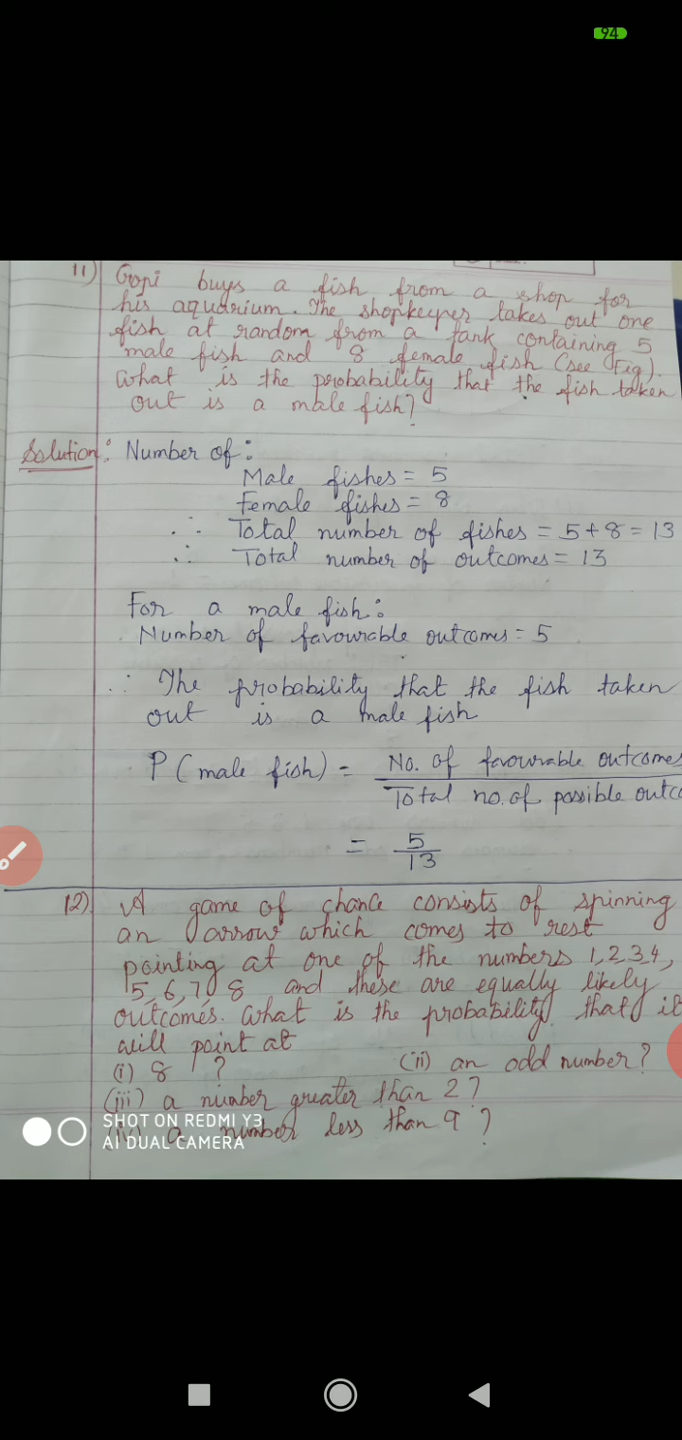 94
11) Gopi buys a fish from a shop for
his aquarium. The shopkeeper takes out one
fish at random from a tank containing 5
male fish and 8 female fish (see Fig).
What is the probability that the fish taken
out is a male fish?
Solution: Number of:
Male fishes = 5
Female fishes = 8
∴ Total number of fishes = 5+8 = 13
∴ Total number of outcomes = 13
For a male fish:
Number of favourable outcomes = 5
∴ The probability that the fish taken
out is a male fish
P (male fish) = No. of favourable outcomes
Total no. of possible outco
= 5
13
12) A game of chance consists of spinning
an arrow which comes to rest
pointing at one of the numbers 1,2,3,4,
5, 6, 7, 8 and these are equally likely
outcomes. What is the probability that it
will point at
(i) 8 ? (ii) an odd number?
(iii) a number greater than 2?
(iv) a number less than 9 ?
SHOT ON REDMI Y3
AI DUAL CAMERA